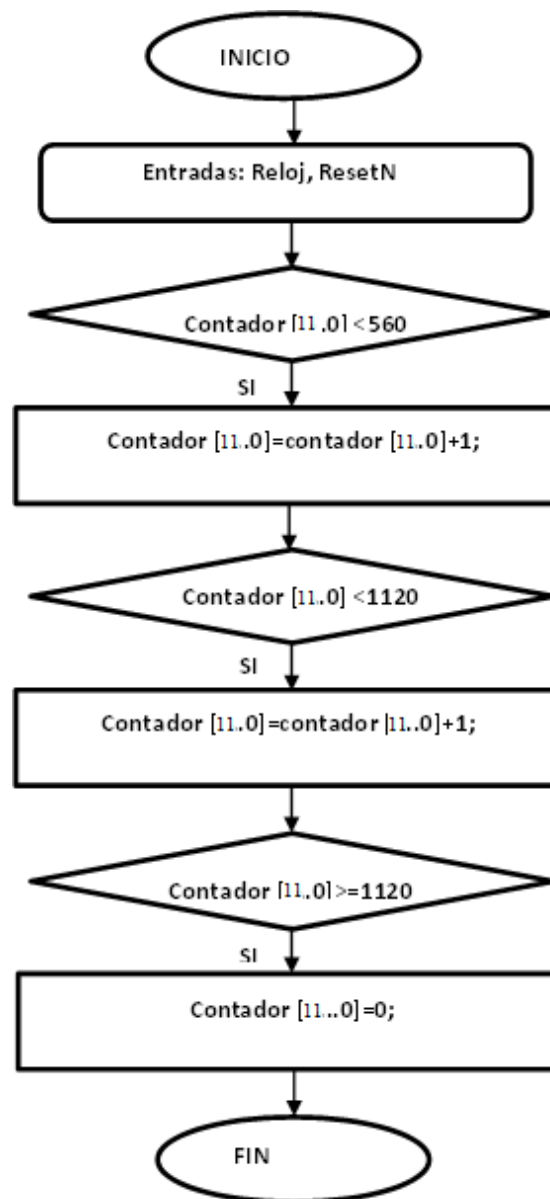 INICIO
Entradas: Reloj, ResetN
Contador [11..0] <560
SI
Contador [11..0]=contador [11..0]+1;
Contador [11..0] <1120
SI
Contador [11..0]=contador [11..0]+1;
Contador [11..0] >=1120
SI
Contador [11...0]=0;
FIN